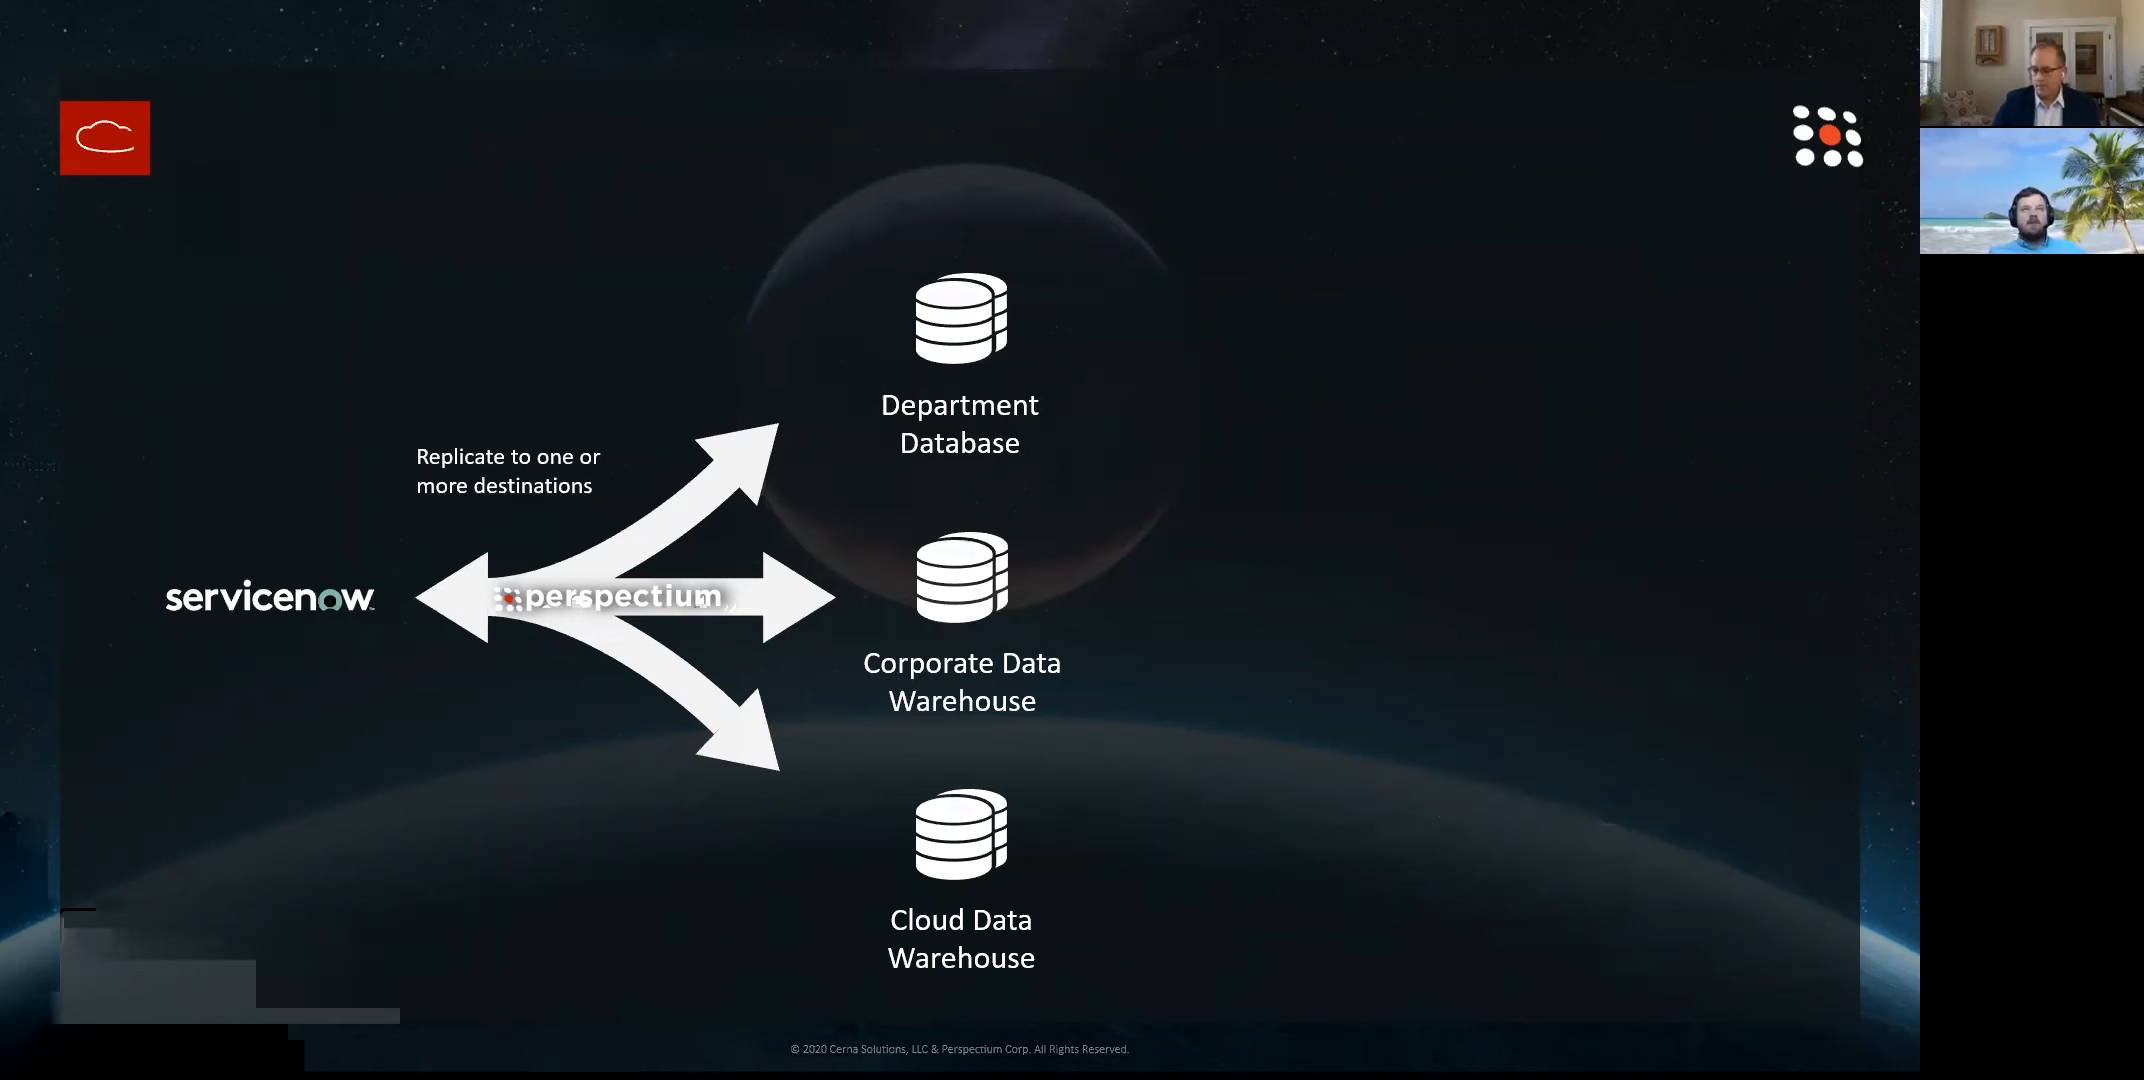 Replicate to one or
more destinations
servicenow
perspectium
Department
Database
Corporate Data
Warehouse
Cloud Data
Warehouse
© 2020 Cerna Solutions, LLC & Perspectium Corp. All Rights Reserved.